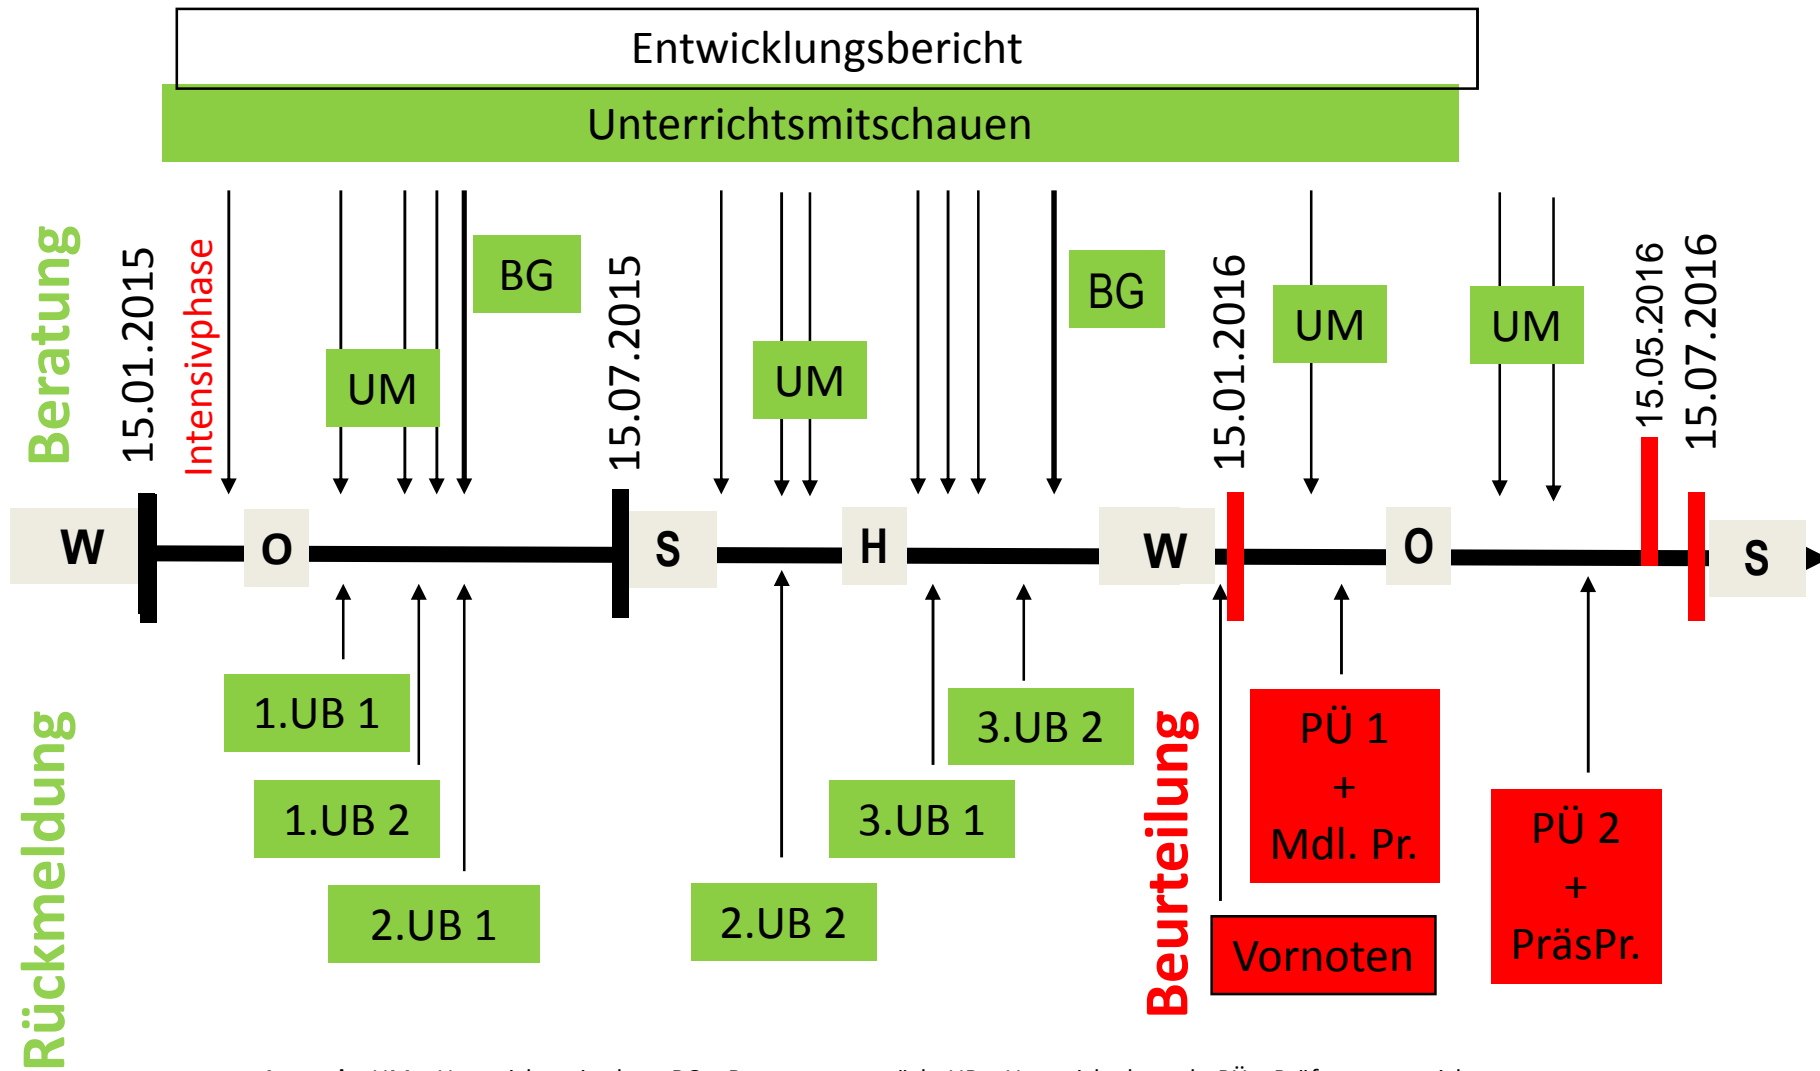 Entwicklungsbericht
Unterrichtsmitschauen
Beratung
15.01.2015
Intensivphase
UM
BG
15.07.2015
UM
BG
15.01.2016
UM
UM
15.05.2016
15.07.2016
W
O
S
H
W
O
S
Rückmeldung
1.UB 1
1.UB 2
2.UB 1
2.UB 2
3.UB 1
3.UB 2
Beurteilung
Vornoten
PÜ 1
+
Mdl. Pr.
PÜ 2
+
PräsPr.